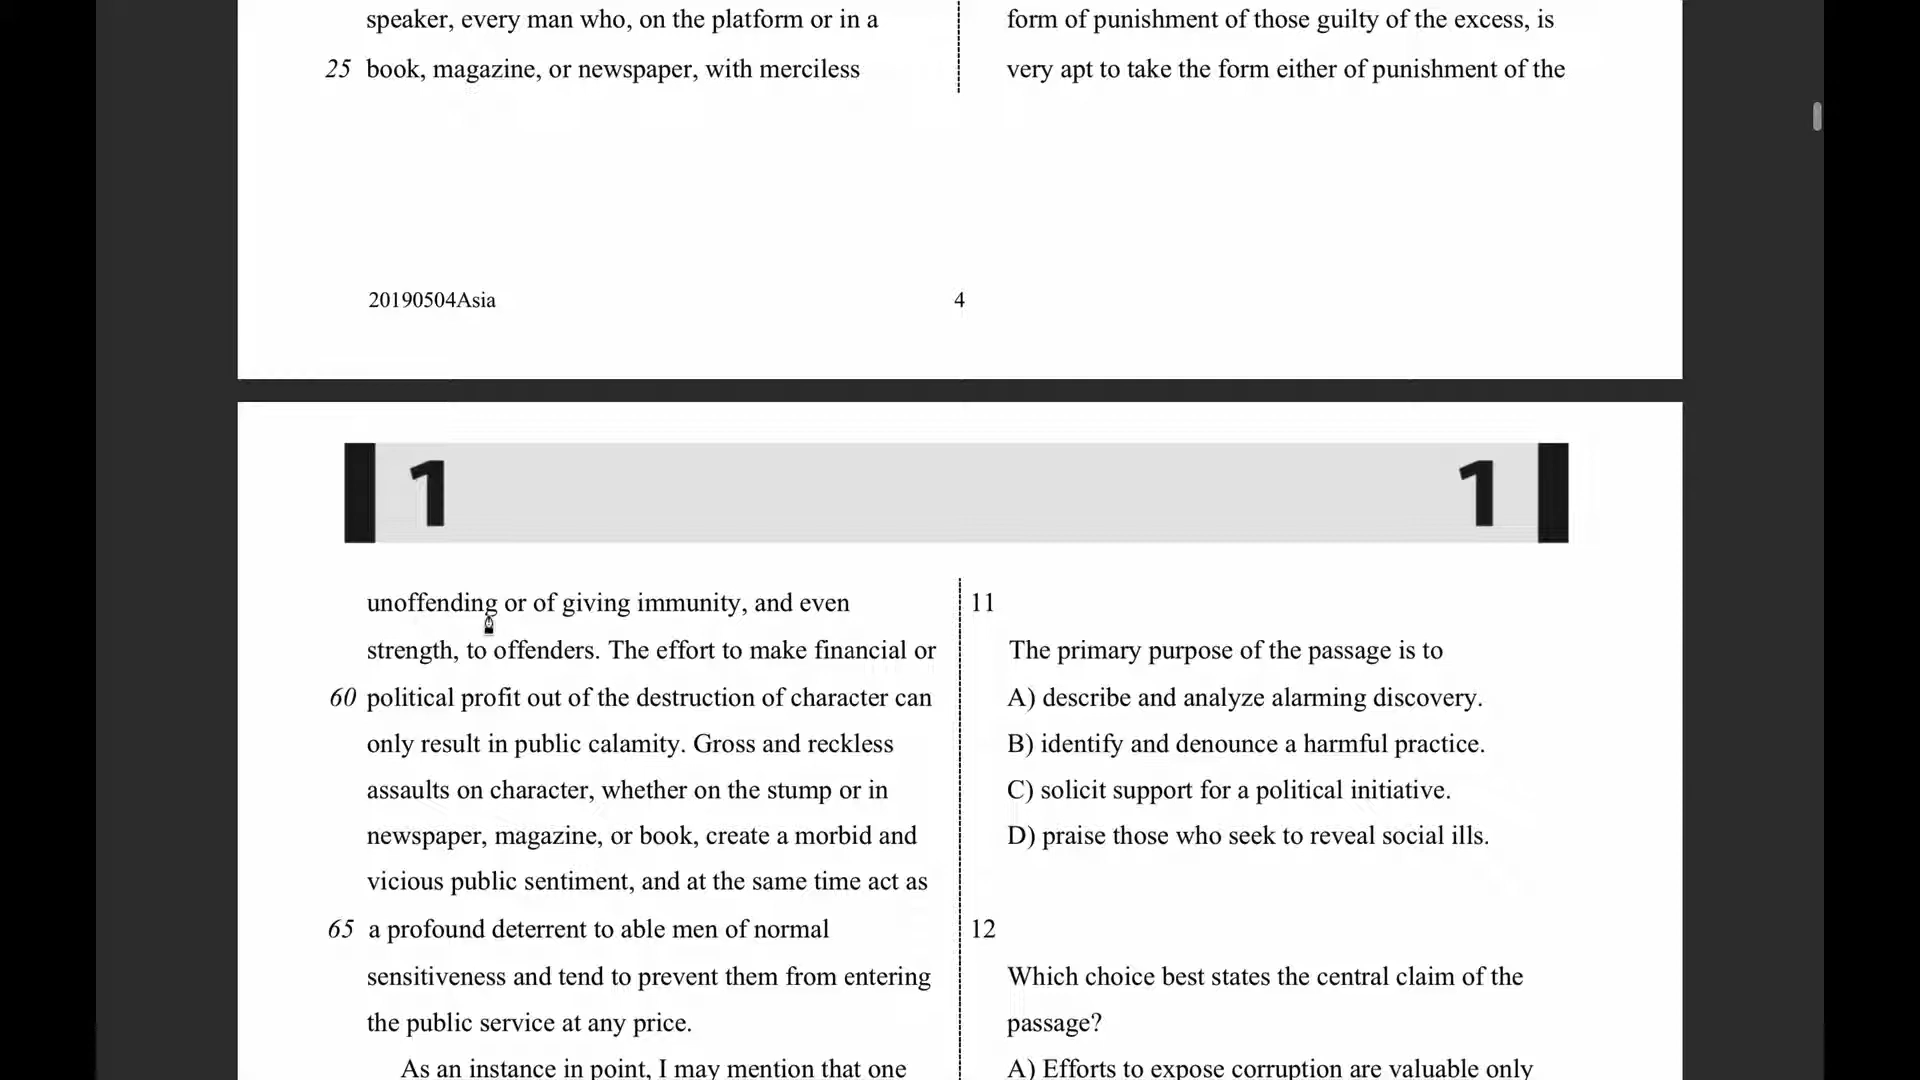 speaker, every man who, on the platform or in a
25 book, magazine, or newspaper, with merciless
form of punishment of those guilty of the excess, is
very apt to take the form either of punishment of the
20190504Asia
4
1
1
unoffending or of giving immunity, and even
strength, to offenders. The effort to make financial or
60 political profit out of the destruction of character can
only result in public calamity. Gross and reckless
assaults on character, whether on the stump or in
newspaper, magazine, or book, create a morbid and
vicious public sentiment, and at the same time act as
65 a profound deterrent to able men of normal
sensitiveness and tend to prevent them from entering
the public service at any price.
As an instance in point, I may mention that one
11
The primary purpose of the passage is to
A) describe and analyze alarming discovery.
B) identify and denounce a harmful practice.
C) solicit support for a political initiative.
D) praise those who seek to reveal social ills.
12
Which choice best states the central claim of the
passage?
A) Efforts to expose corruption are valuable only